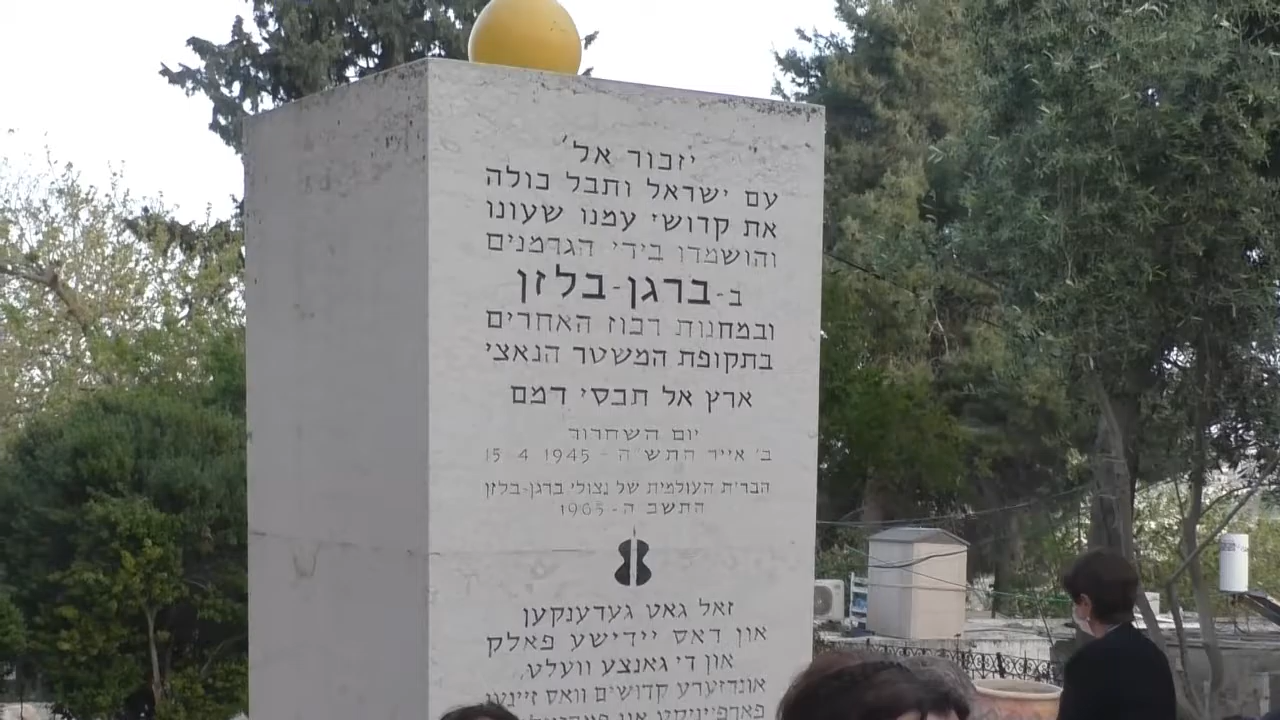 יזכור אל'
עם ישראל ותבל כולה
את קדושי עמנו שעונו
והושמדו בידי הגרמנים
ב-ברגן-בלזן
ובמחנות רכוז האחרים
בתקופת המשטר הנאצי
ארץ אל תכסי דמם
יום השחרור
ב' אייר התש"ה - 15 4 1945
הברית העולמית של נצולי ברגן-בלזן
התשכ ה - 1965
זאל גאט געדענקען
און דאס יידישע פאלק
און די גאנצע וועלט,
אונדזערע קדושים וואס זיינען